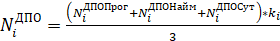 N_i^ДПО = ((N_i^ДПОПрог + N_i^ДПОНайм + N_i^ДПОСут) * k_i) / 3